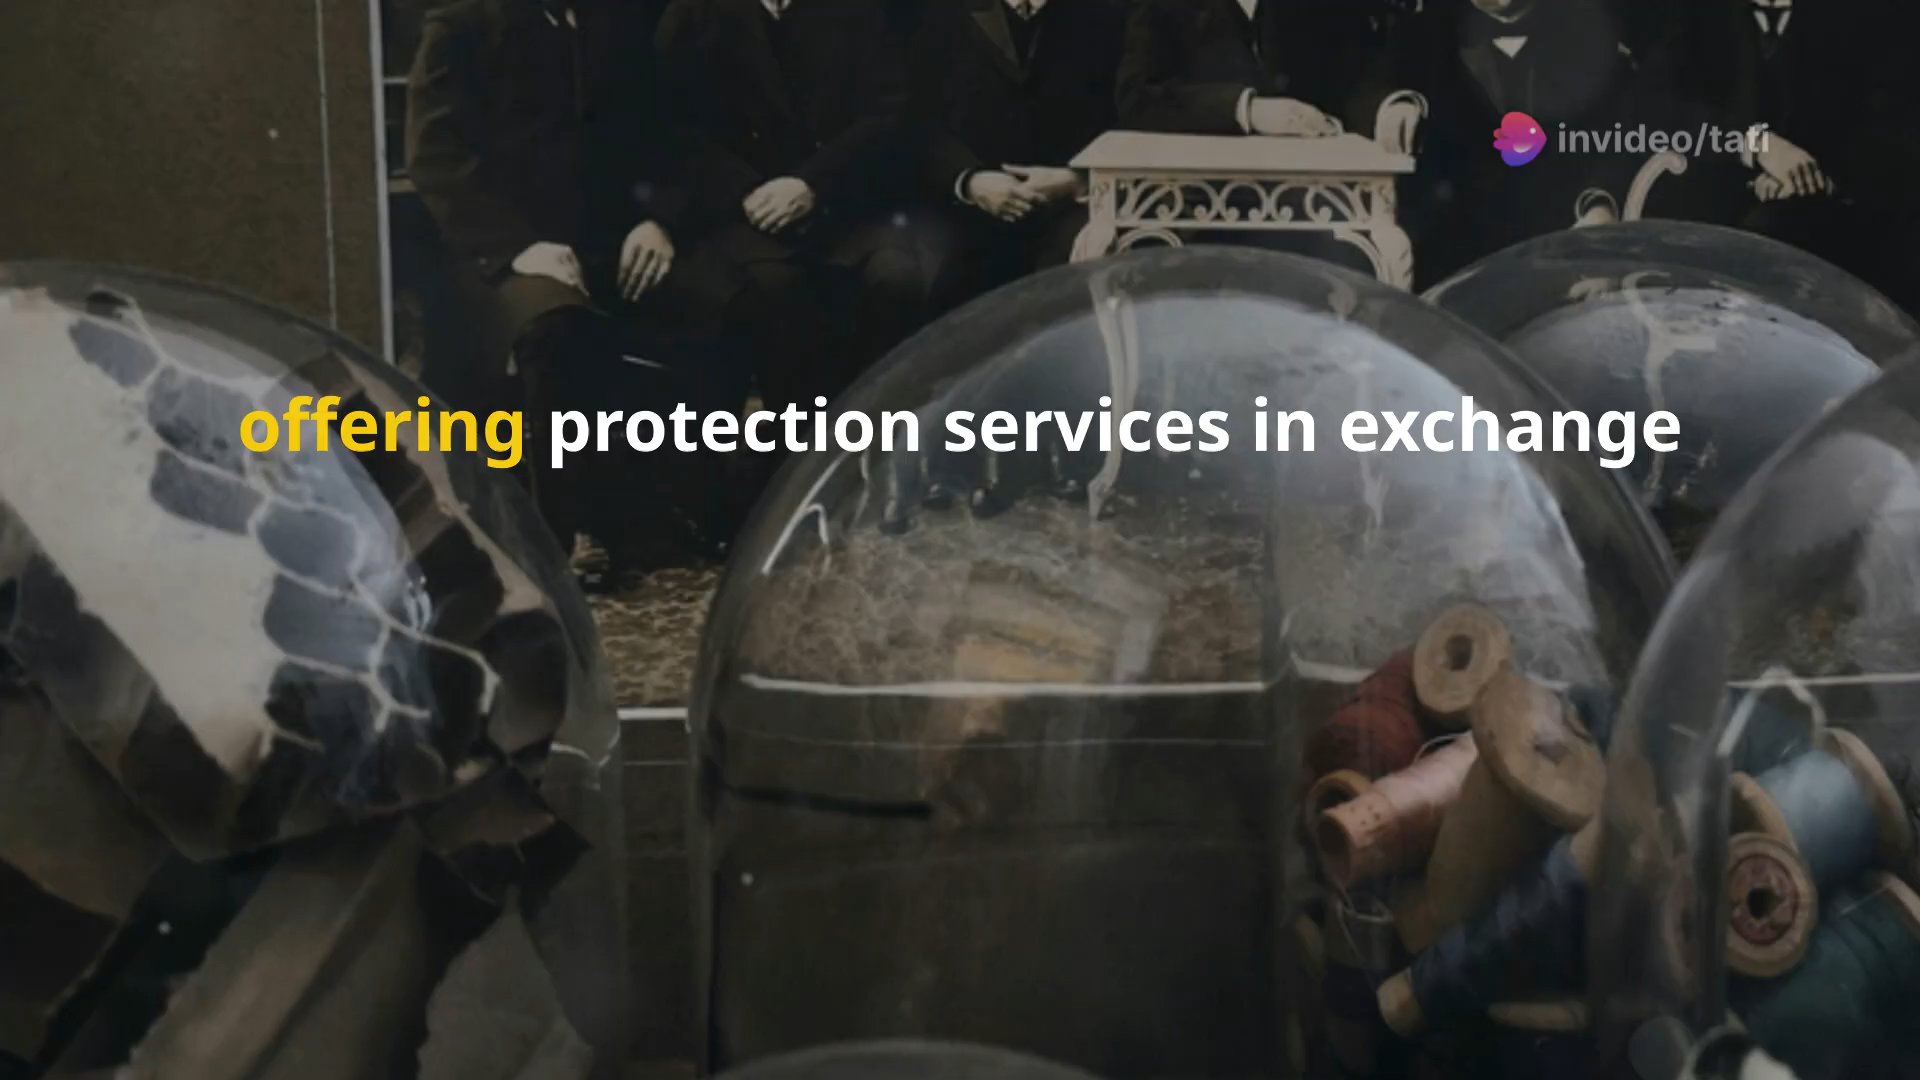 invideo/tati
offering protection services in exchange